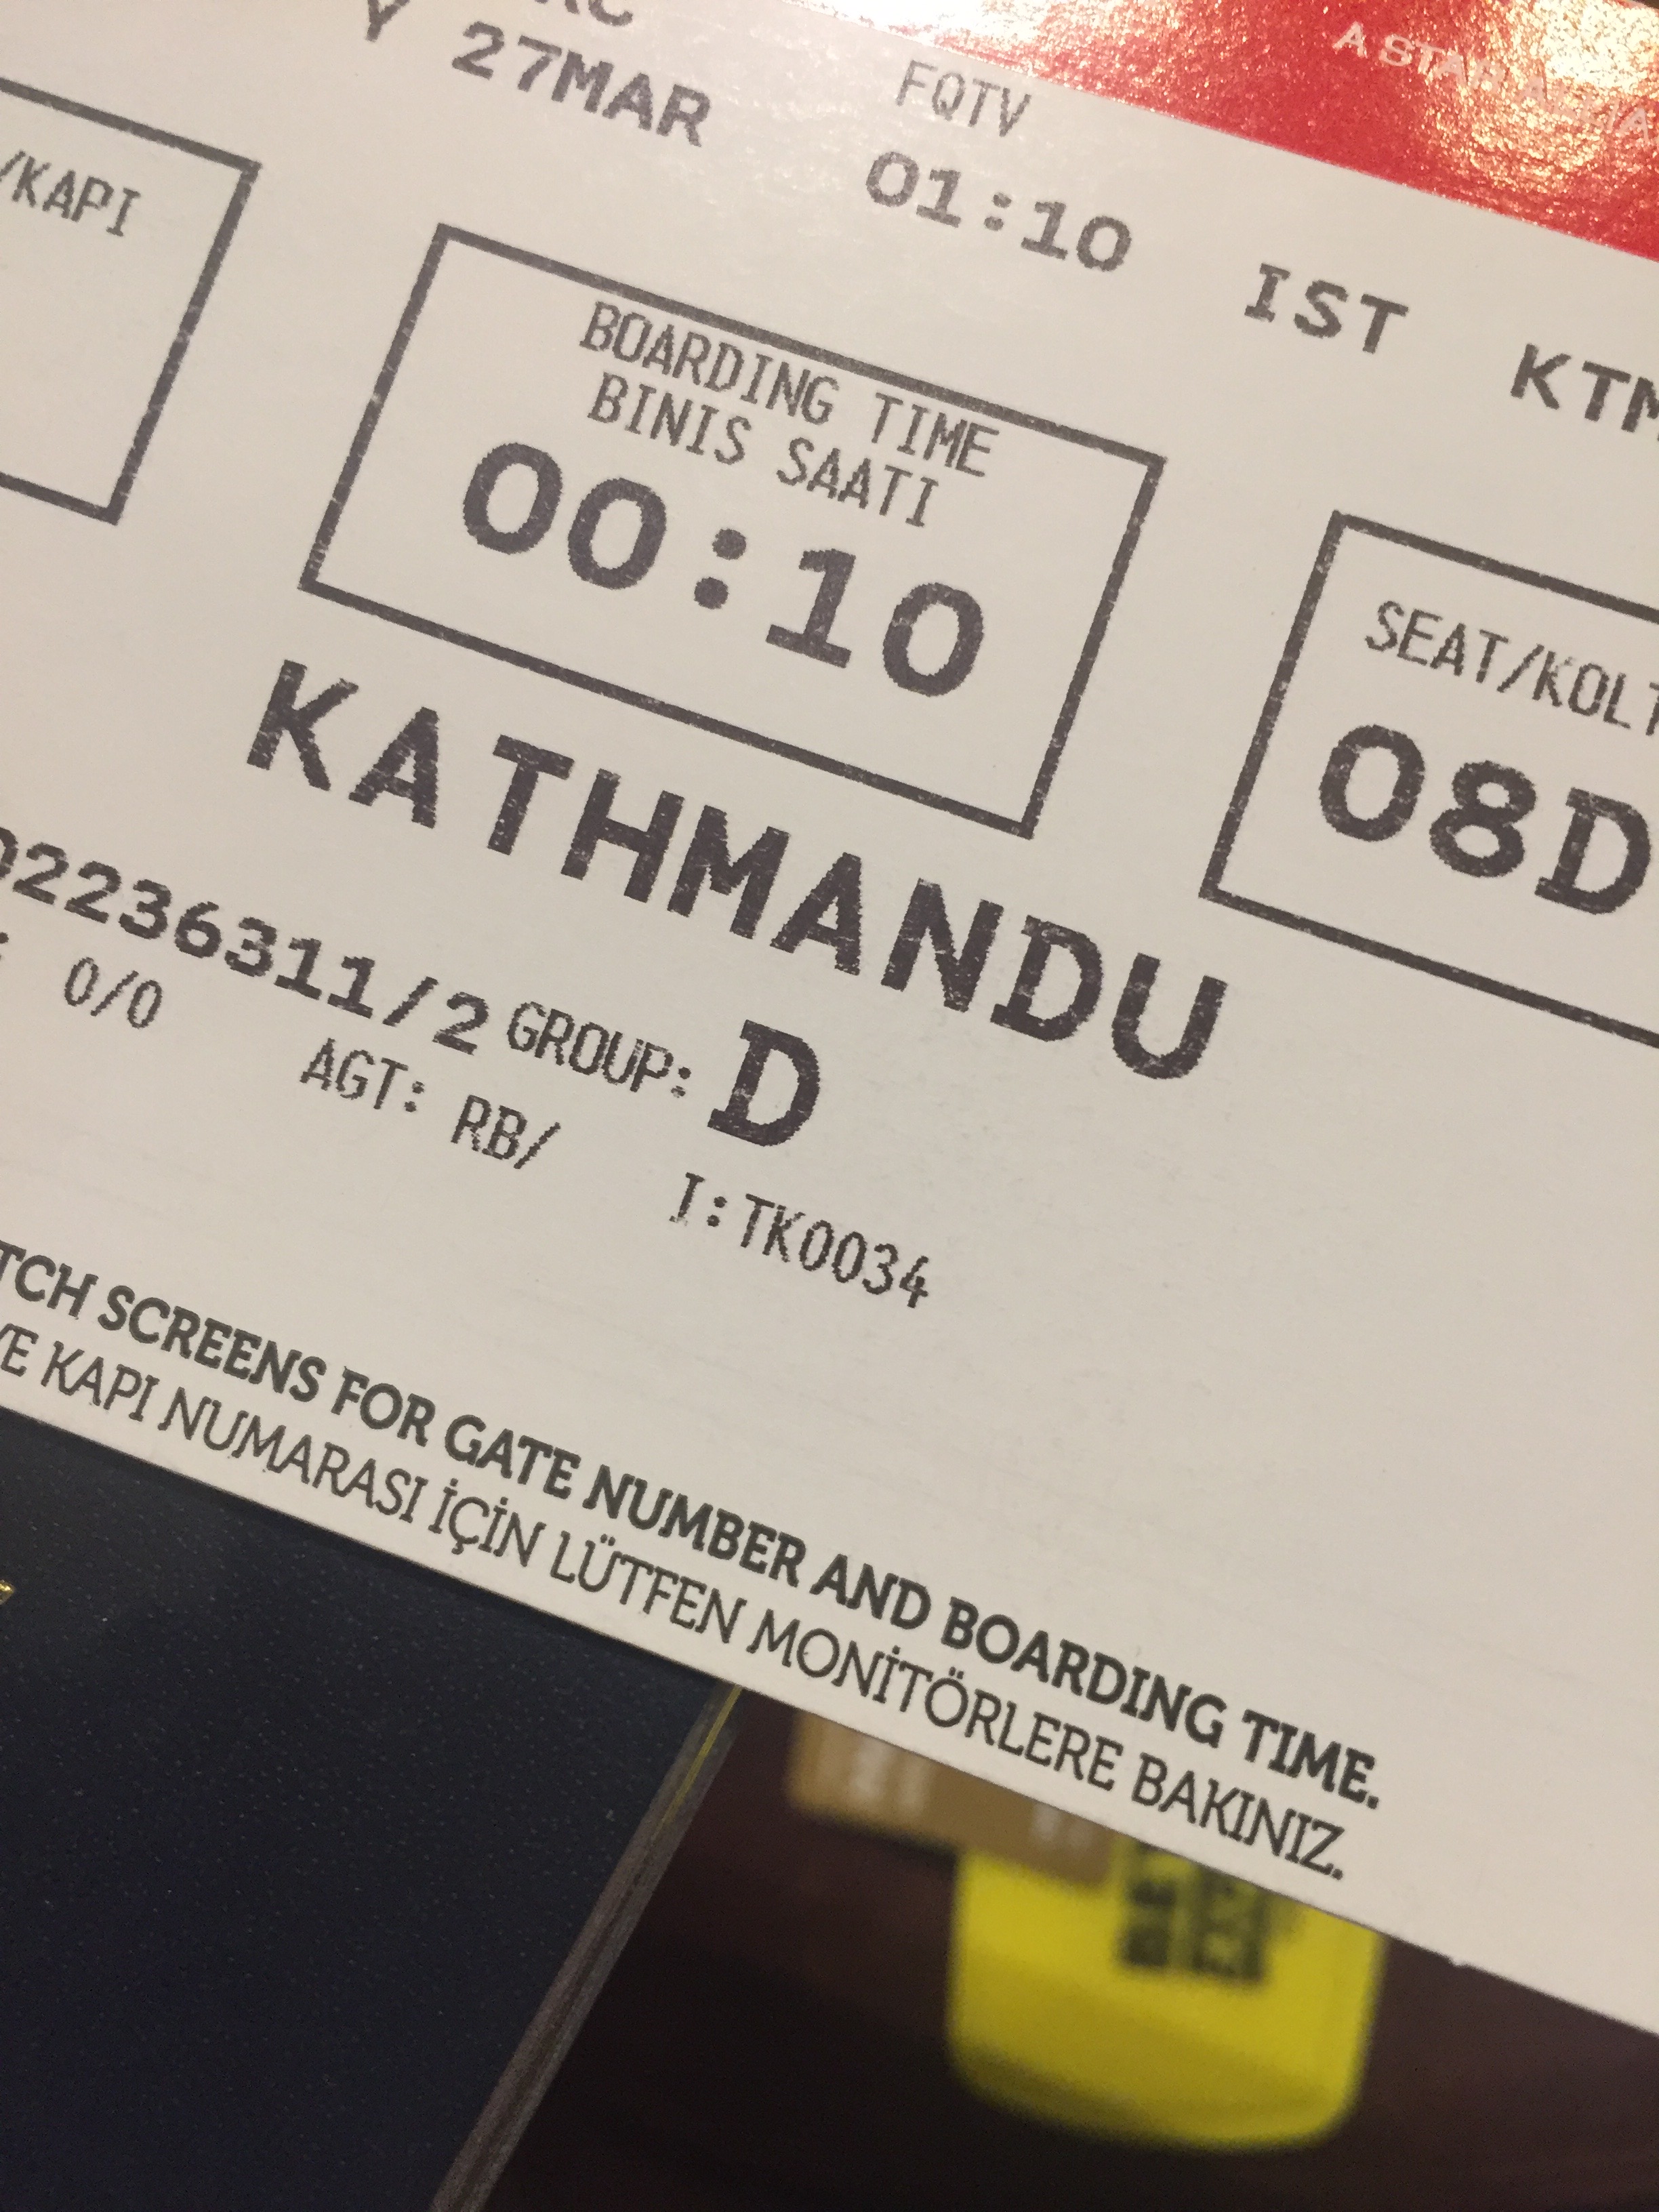 A STAR ALLIA
FQTV
Y 27MAR 01:10 IST KTM
/KAPI
BOARDING TIME
BINIS SAATI
00:10
SEAT/KOLT
08D
KATHMANDU
02236311/2 GROUP: D
0/0 AGT: RB/ I:TK0034
TCH SCREENS FOR GATE NUMBER AND BOARDING TIME.
VE KAPI NUMARASI İÇİN LÜTFEN MONİTÖRLERE BAKINIZ.